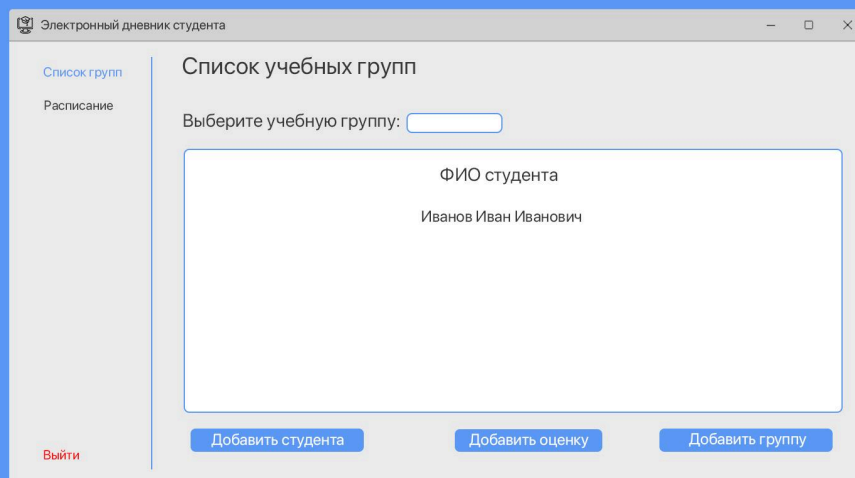 Электронный дневник студента
Список групп
Расписание
Выйти
Список учебных групп
Выберите учебную группу:
ФИО студента
Иванов Иван Иванович
Добавить студента
Добавить оценку
Добавить группу